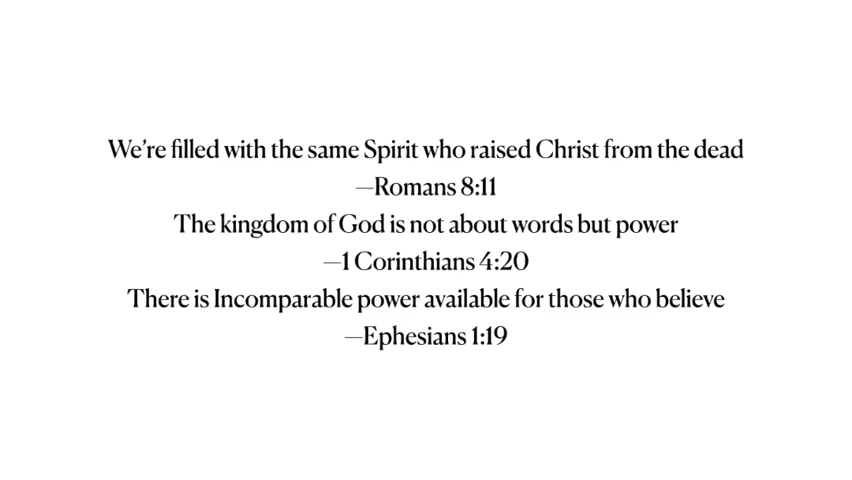 We’re filled with the same Spirit who raised Christ from the dead
—Romans 8:11
The kingdom of God is not about words but power
—1 Corinthians 4:20
There is Incomparable power available for those who believe
—Ephesians 1:19